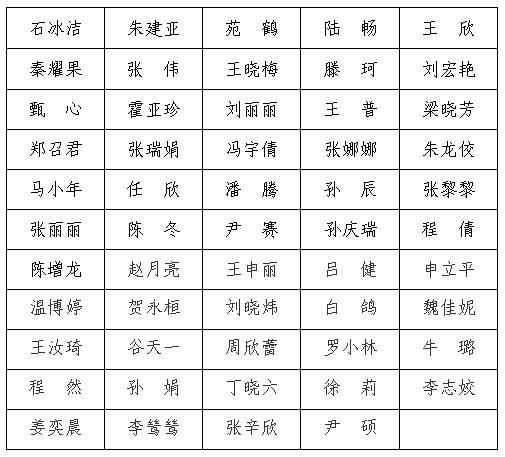 石冰洁 朱建亚 苑 鹤 陆 畅 王 欣
秦耀果 张 伟 王晓梅 滕 珂 刘宏艳
甄 心 霍亚珍 刘丽丽 王 普 梁晓芳
郑召君 张瑞娟 冯宇倩 张娜娜 朱龙佼
马小年 任 欣 潘 腾 孙 辰 张黎黎
张丽丽 陈 冬 尹 赛 孙庆瑞 程 倩
陈增龙 赵月亮 王申丽 吕 健 申立平
温博婷 贺永桓 刘晓炜 白 鸽 魏佳妮
王汝琦 谷天一 周欣蕾 罗小林 牛 璐
程 然 孙 娟 丁晓六 徐 莉 李志姣
姜奕晨 李鸶鸶 张辛欣 尹 硕